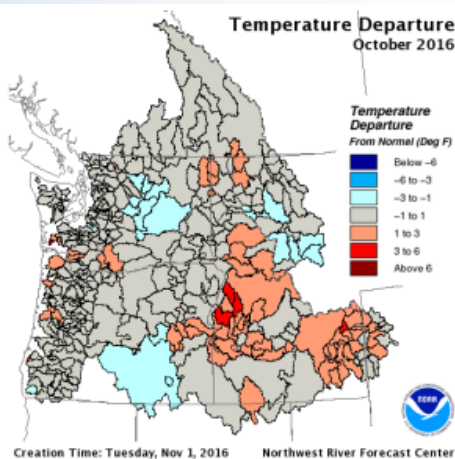 Temperature Departure
October 2016
Temperature
Departure
From Normal (Deg F)
Below -6
-6 to -3
-3 to -1
-1 to 1
1 to 3
3 to 6
Above 6
NOAA
Creation Time: Tuesday, Nov 1, 2016 Northwest River Forecast Center